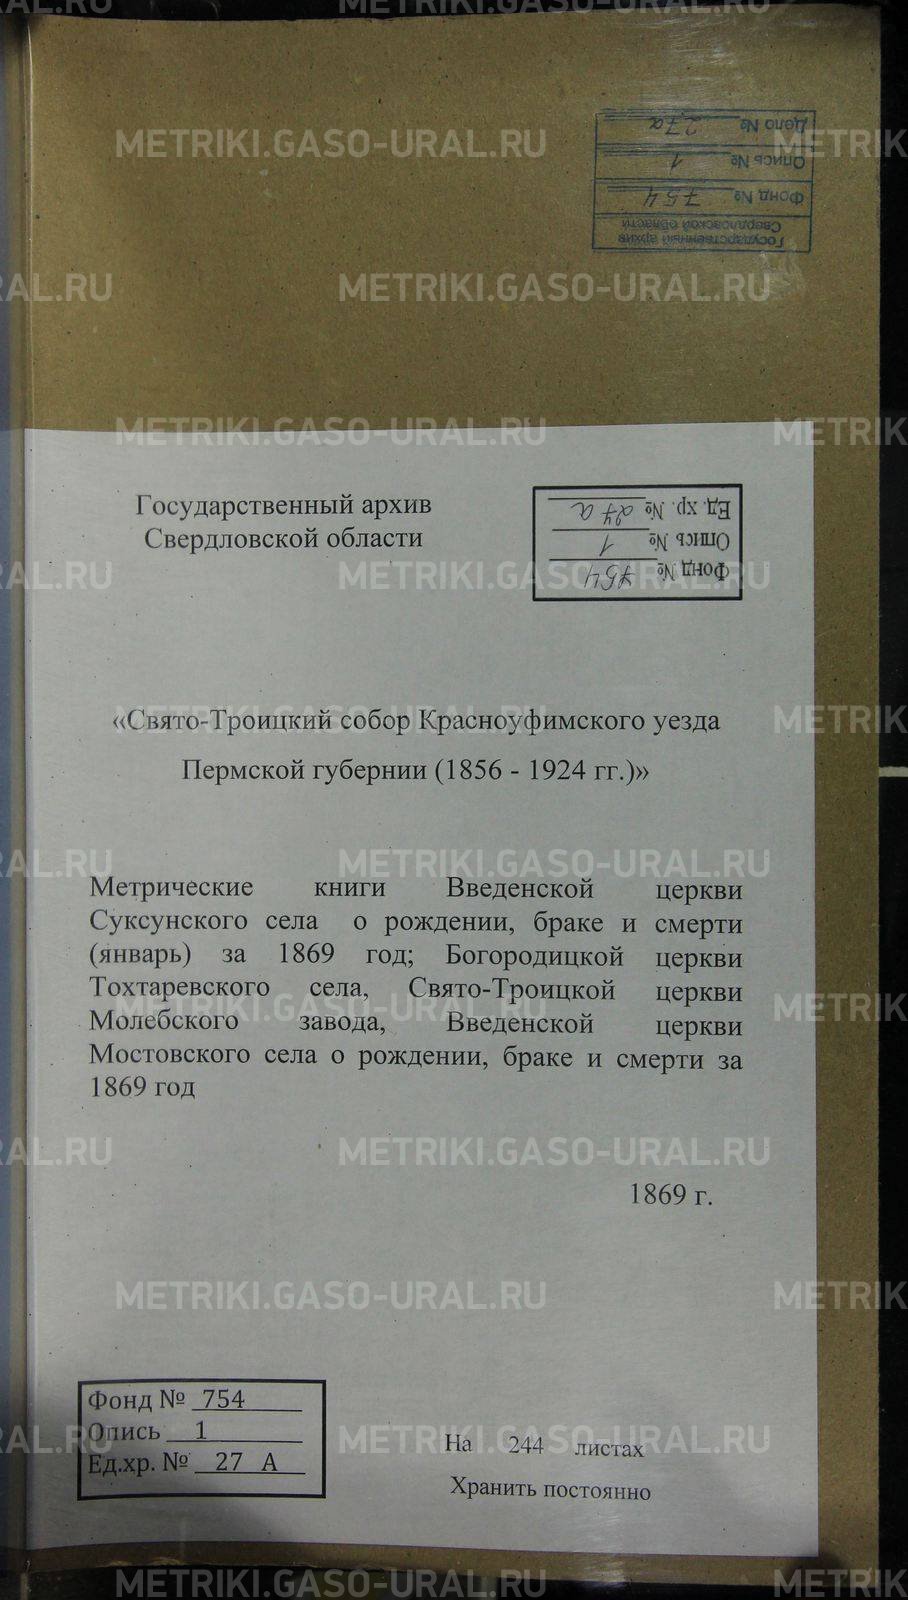 Государственный архив
Свердловской области
Фонд № 754
Опись № 1
Дело № 27а
Государственный архив
Свердловской области
Фонд № 754
Опись № 1
Ед. хр. № 27а
«Свято-Троицкий собор Красноуфимского уезда
Пермской губернии (1856 - 1924 гг.)»
Метрические книги Введенской церкви
Суксунского села о рождении, браке и смерти
(январь) за 1869 год; Богородицкой церкви
Тохтаревского села, Свято-Троицкой церкви
Молебского завода, Введенской церкви
Мостовского села о рождении, браке и смерти за
1869 год
1869 г.
Фонд № 754
Опись 1
Ед.хр. № 27 А
На 244 листах
Хранить постоянно
METRIKI.GASO-URAL.RU